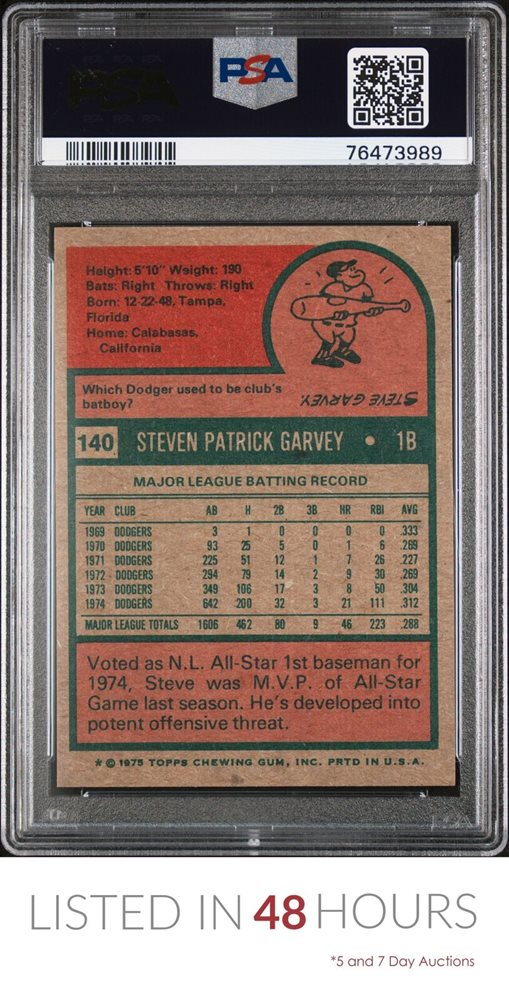 PSA
76473989
Height: 5'10" Weight: 190
Bats: Right Throws: Right
Born: 12-22-48, Tampa,
Florida
Home: Calabasas,
California
Which Dodger used to be club's
batboy?
STEVE GARVEY.
140 STEVEN PATRICK GARVEY • 1B
MAJOR LEAGUE BATTING RECORD
YEAR CLUB AB H 2B 3B HR RBI AVG
1969 DODGERS 3 1 0 0 0 0 .333
1970 DODGERS 93 25 5 0 1 6 .269
1971 DODGERS 225 51 12 1 7 26 .227
1972 DODGERS 294 79 14 2 9 30 .269
1973 DODGERS 349 106 17 3 8 50 .304
1974 DODGERS 642 200 32 3 21 111 .312
MAJOR LEAGUE TOTALS 1606 462 80 9 46 223 .288
Voted as N.L. All-Star 1st baseman for
1974, Steve was M.V.P. of All-Star
Game last season. He's developed into
potent offensive threat.
* © 1975 TOPPS CHEWING GUM, INC. PRTD IN U.S.A.
LISTED IN 48 HOURS
*5 and 7 Day Auctions